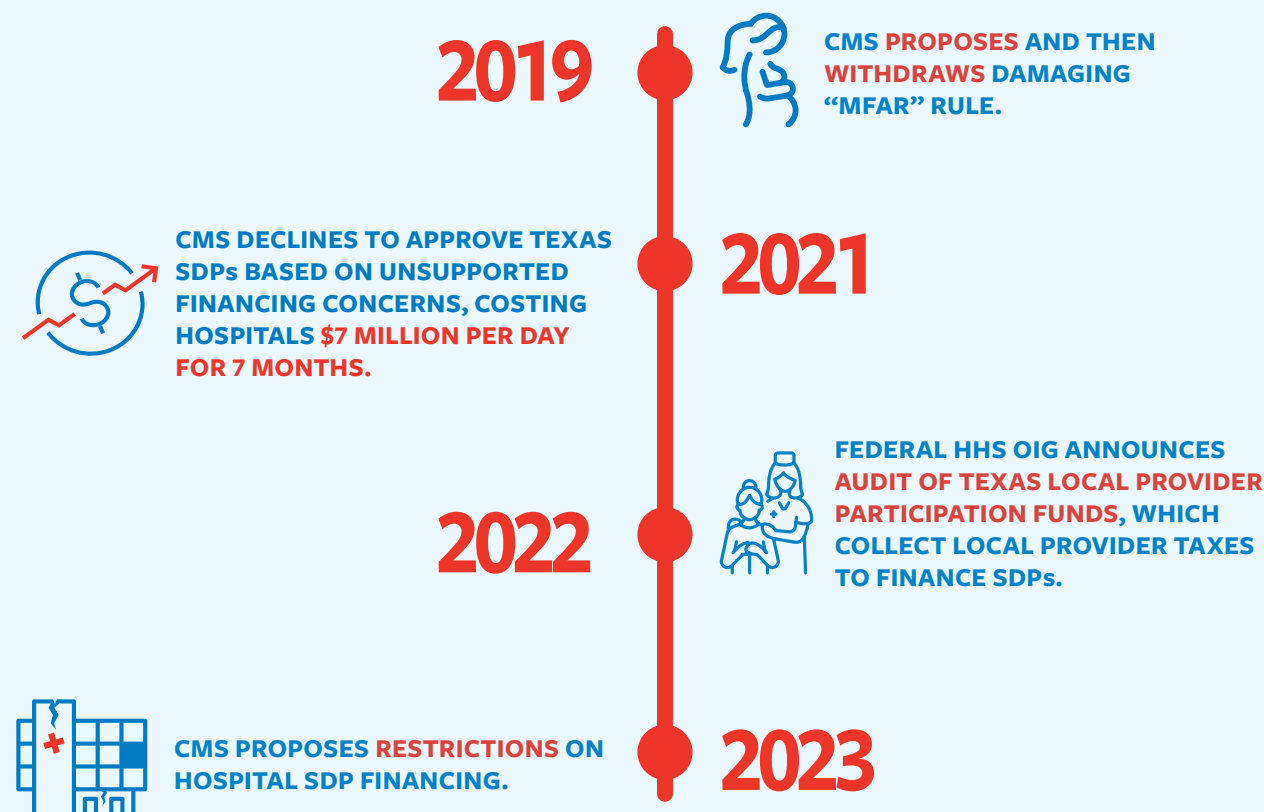 2019
CMS PROPOSES AND THEN
WITHDRAWS DAMAGING
“MFAR” RULE.
2021
CMS DECLINES TO APPROVE TEXAS
SDPs BASED ON UNSUPPORTED
FINANCING CONCERNS, COSTING
HOSPITALS $7 MILLION PER DAY
FOR 7 MONTHS.
2022
FEDERAL HHS OIG ANNOUNCES
AUDIT OF TEXAS LOCAL PROVIDER
PARTICIPATION FUNDS, WHICH
COLLECT LOCAL PROVIDER TAXES
TO FINANCE SDPs.
2023
CMS PROPOSES RESTRICTIONS ON
HOSPITAL SDP FINANCING.